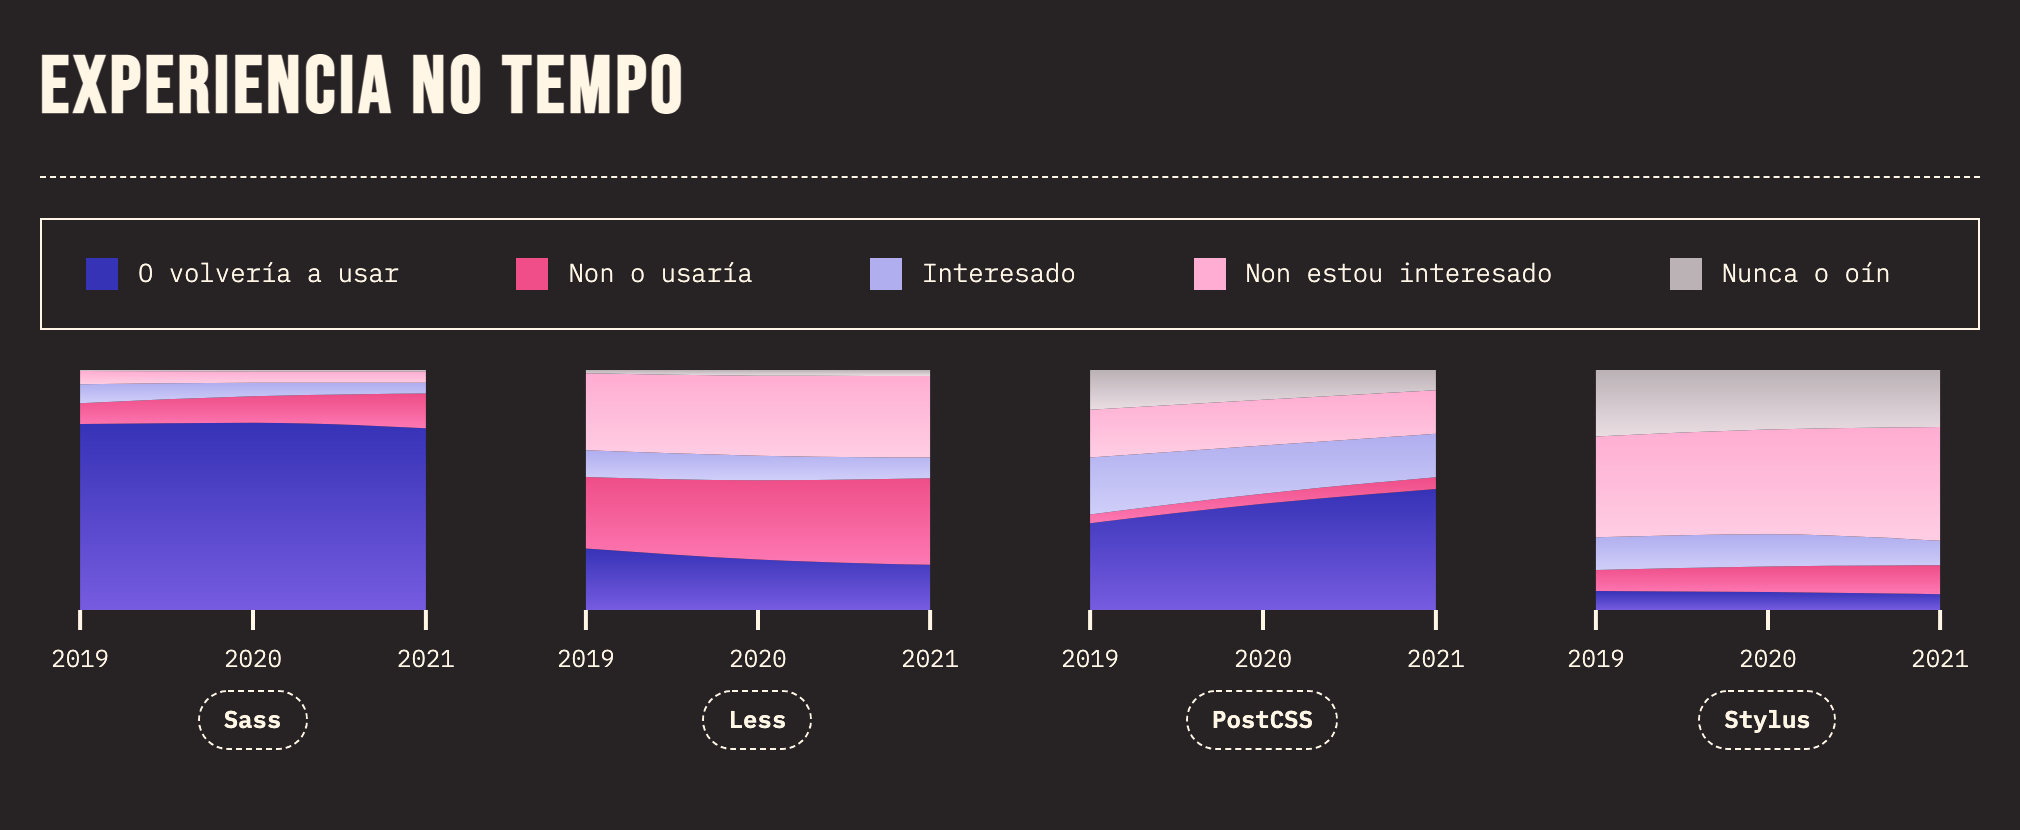 EXPERIENCIA NO TEMPO
O volvería a usar
Non o usaría
Interesado
Non estou interesado
Nunca o oín
2019 2020 2021
Sass
2019 2020 2021
Less
2019 2020 2021
PostCSS
2019 2020 2021
Stylus